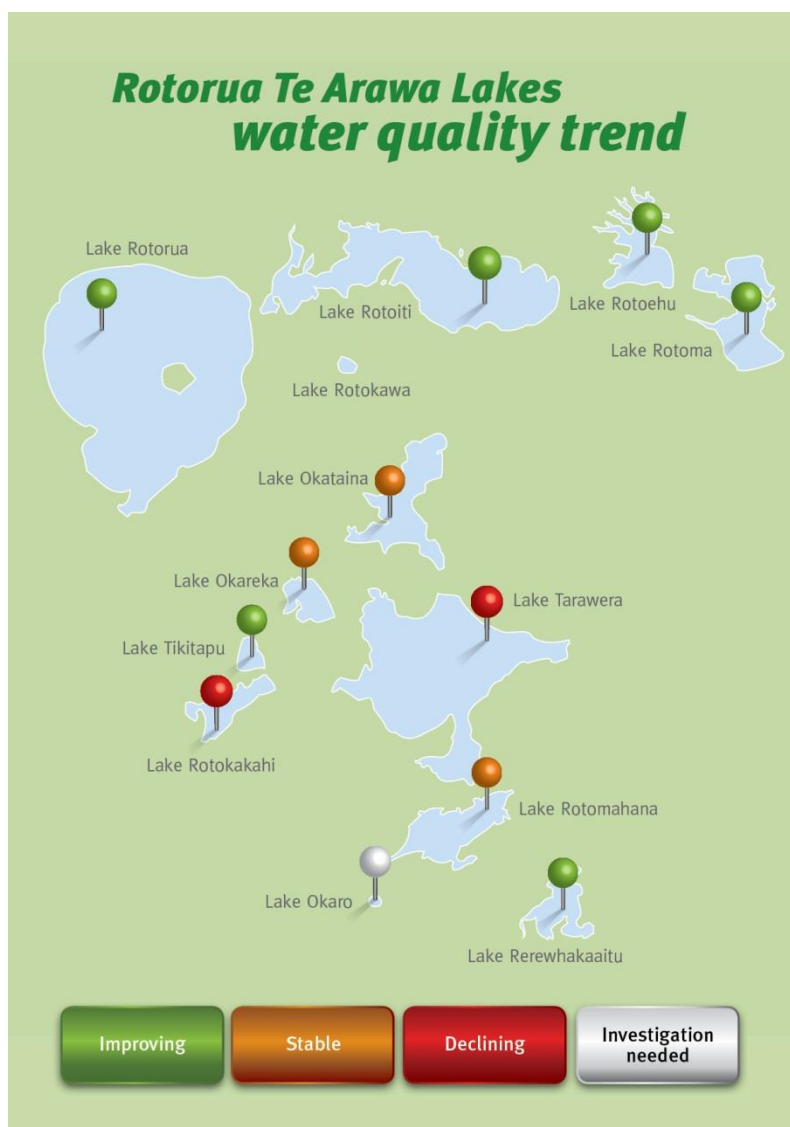 Rotorua Te Arawa Lakes
water quality trend
Lake Rotorua
Lake Rotoiti
Lake Rotoehu
Lake Rotoma
Lake Rotokawa
Lake Okataina
Lake Okareka
Lake Tarawera
Lake Tikitapu
Lake Rotokakahi
Lake Rotomahana
Lake Okaro
Lake Rerewhakaaitu
Improving
Stable
Declining
Investigation
needed